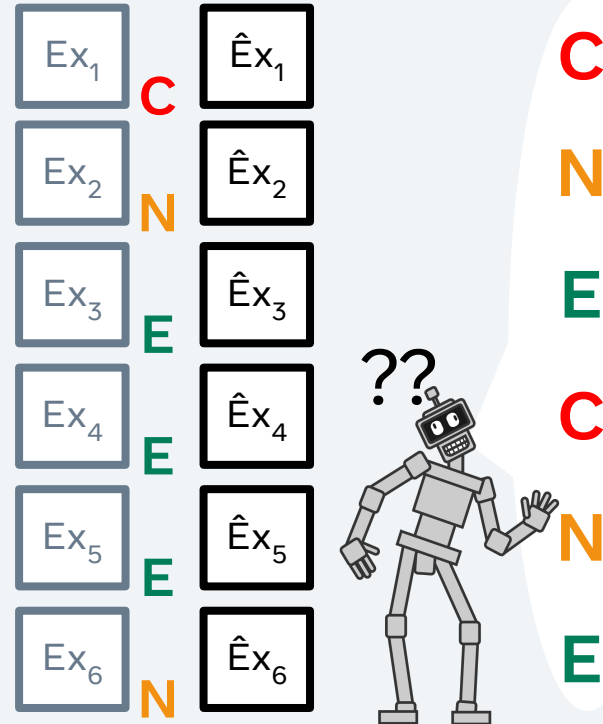 Ex₁ C Êx₁ C
Ex₂ N Êx₂ N
Ex₃ E Êx₃ E
??
Ex₄ E Êx₄ C
Ex₅ E Êx₅ N
Ex₆ N Êx₆ E